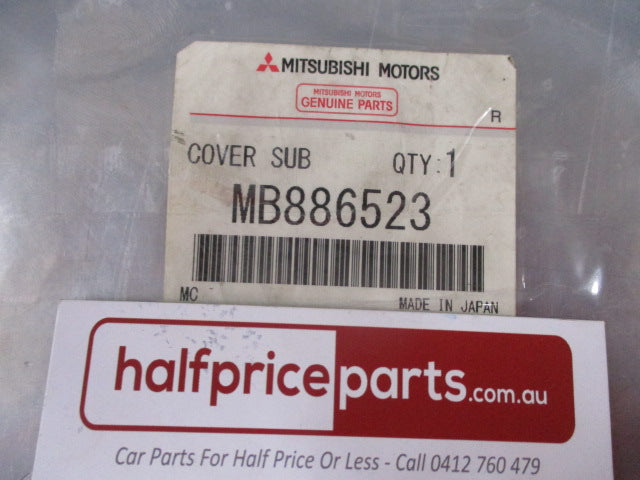 MITSUBISHI MOTORS
MITSUBISHI MOTORS
GENUINE PARTS
R
COVER SUB QTY:1
MB886523
MC MADE IN JAPAN
halfpriceparts.com.au
Car Parts For Half Price Or Less - Call 0412 760 479